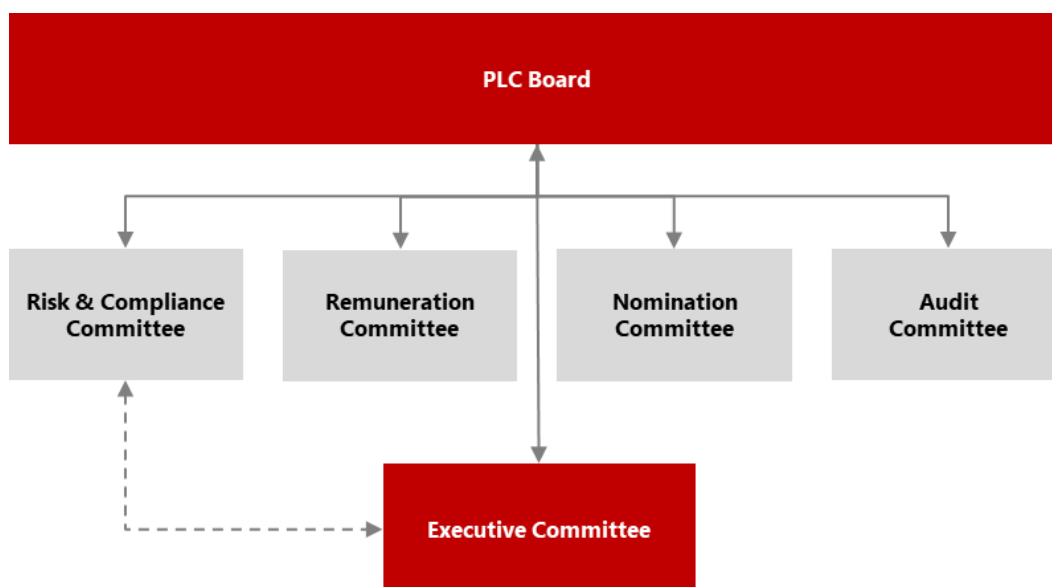 PLC Board
Risk & Compliance
Committee
Remuneration
Committee
Nomination
Committee
Audit
Committee
Executive Committee